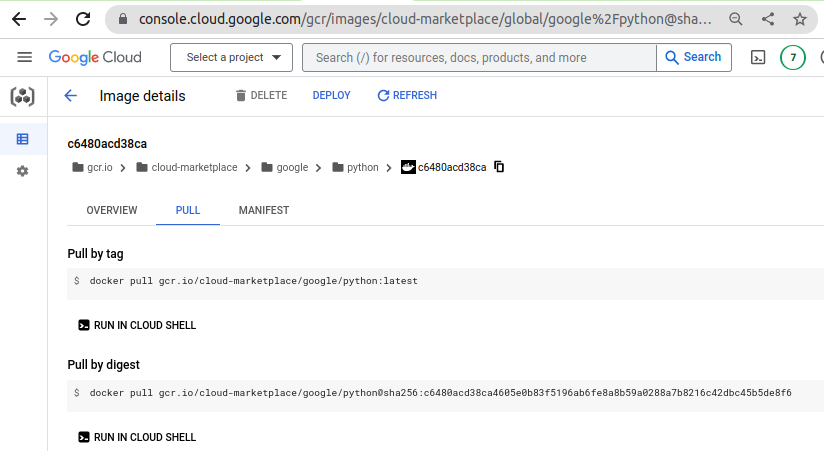 console.cloud.google.com/gcr/images/cloud-marketplace/global/google%2Fpython@sha...
Google Cloud
Select a project
Search (/) for resources, docs, products, and more
Search
7
Image details
DELETE
DEPLOY
REFRESH
c6480acd38ca
gcr.io > cloud-marketplace > google > python > c6480acd38ca
OVERVIEW
PULL
MANIFEST
Pull by tag
$ docker pull gcr.io/cloud-marketplace/google/python:latest
RUN IN CLOUD SHELL
Pull by digest
$ docker pull gcr.io/cloud-marketplace/google/python@sha256:c6480acd38ca4605e0b83f5196ab6fe8a8b59a0288a7b8216c42dbc45b5de8f6
RUN IN CLOUD SHELL